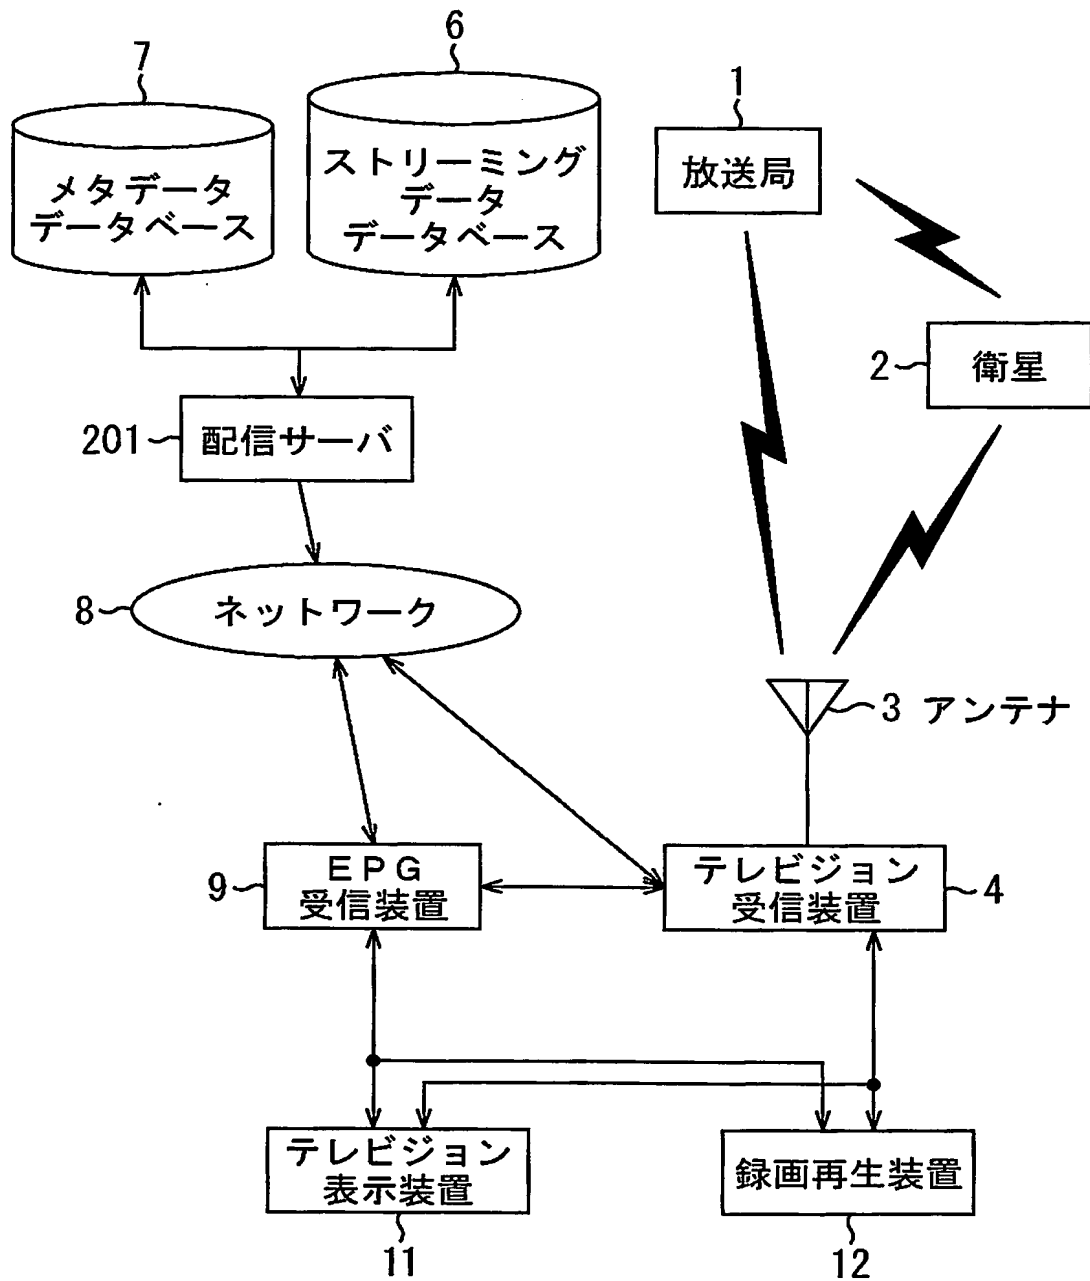 7
メタデータ
データベース
6
ストリーミング
データ
データベース
1
放送局
2
衛星
201
配信サーバ
8
ネットワーク
3 アンテナ
9
EPG
受信装置
テレビジョン
受信装置
4
テレビジョン
表示装置
11
録画再生装置
12